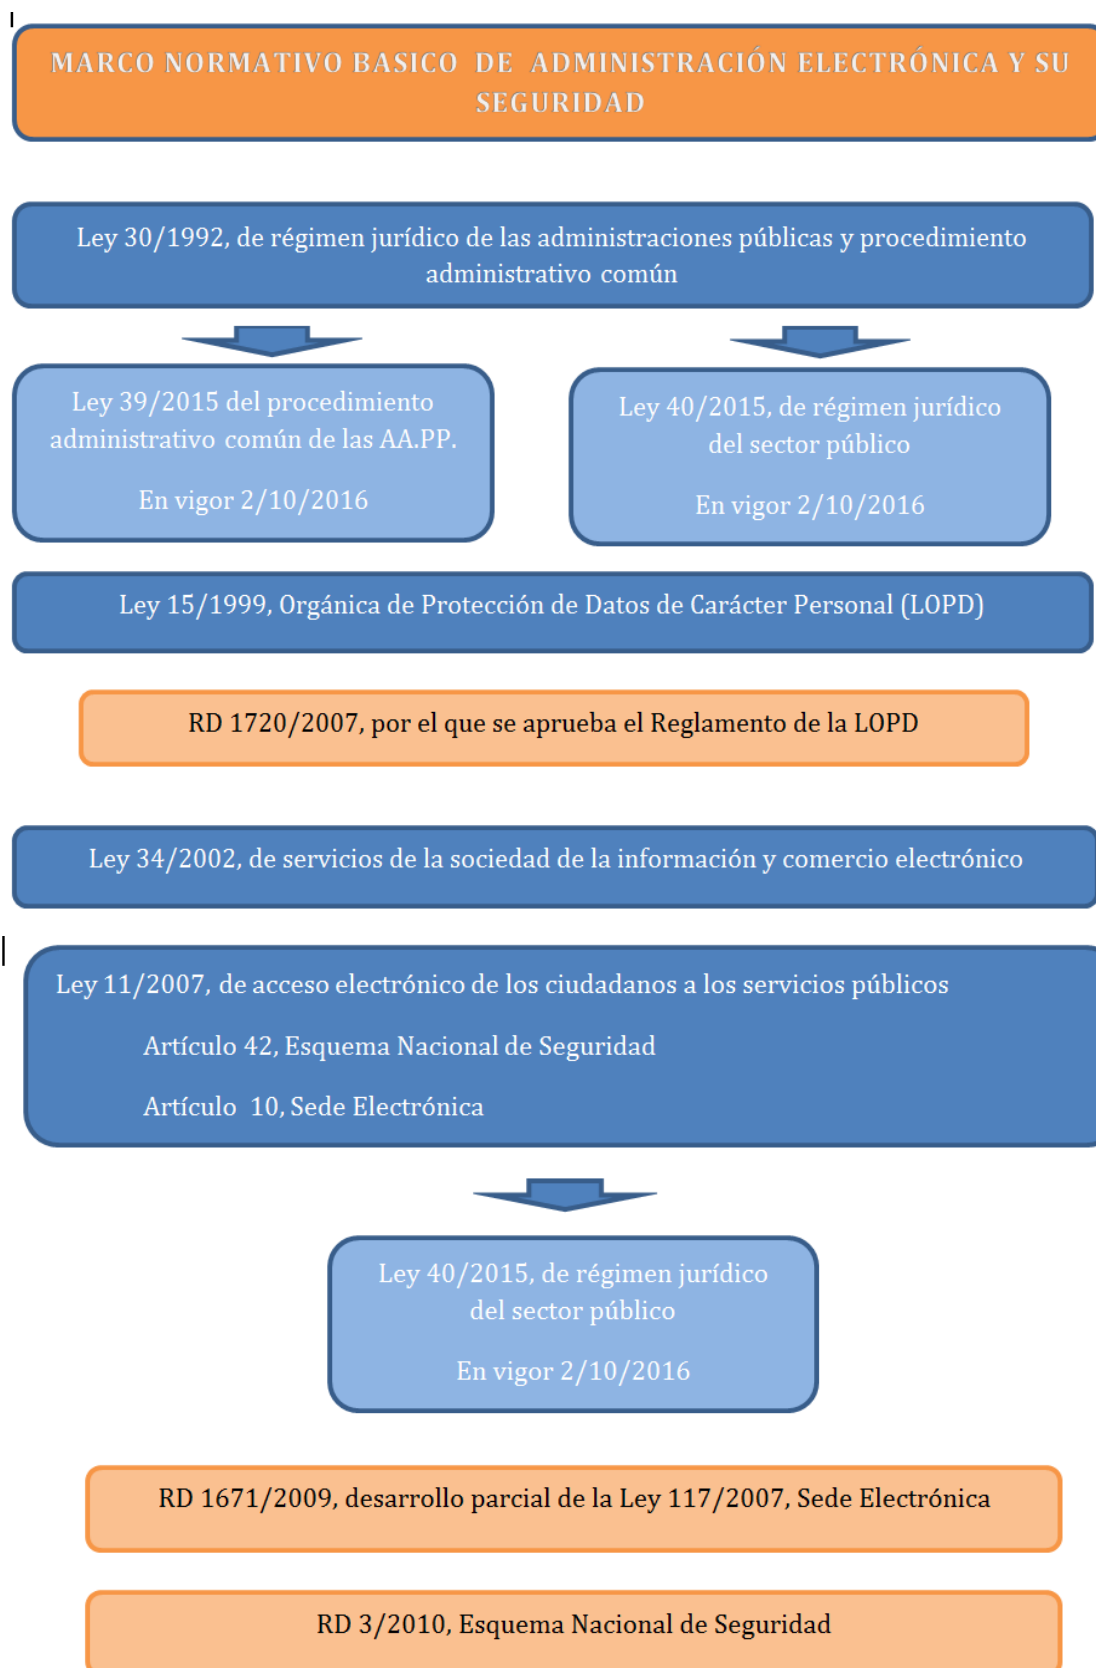 MARCO NORMATIVO BASICO DE ADMINISTRACIÓN ELECTRÓNICA Y SU
SEGURIDAD
Ley 30/1992, de régimen jurídico de las administraciones públicas y procedimiento
administrativo común
Ley 39/2015 del procedimiento
administrativo común de las AA.PP.
En vigor 2/10/2016
Ley 40/2015, de régimen jurídico
del sector público
En vigor 2/10/2016
Ley 15/1999, Orgánica de Protección de Datos de Carácter Personal (LOPD)
RD 1720/2007, por el que se aprueba el Reglamento de la LOPD
Ley 34/2002, de servicios de la sociedad de la información y comercio electrónico
Ley 11/2007, de acceso electrónico de los ciudadanos a los servicios públicos
Artículo 42, Esquema Nacional de Seguridad
Artículo 10, Sede Electrónica
Ley 40/2015, de régimen jurídico
del sector público
En vigor 2/10/2016
RD 1671/2009, desarrollo parcial de la Ley 117/2007, Sede Electrónica
RD 3/2010, Esquema Nacional de Seguridad